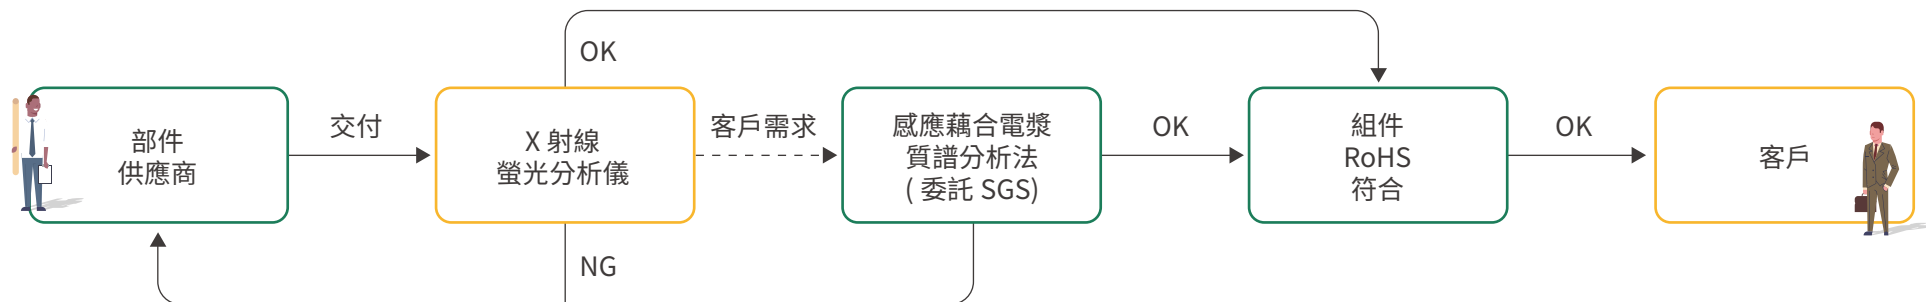 OK
部件
供應商
交付
X 射線
螢光分析儀
客戶需求
感應藕合電漿
質譜分析法
( 委託 SGS)
OK
組件
RoHS
符合
OK
客戶
NG